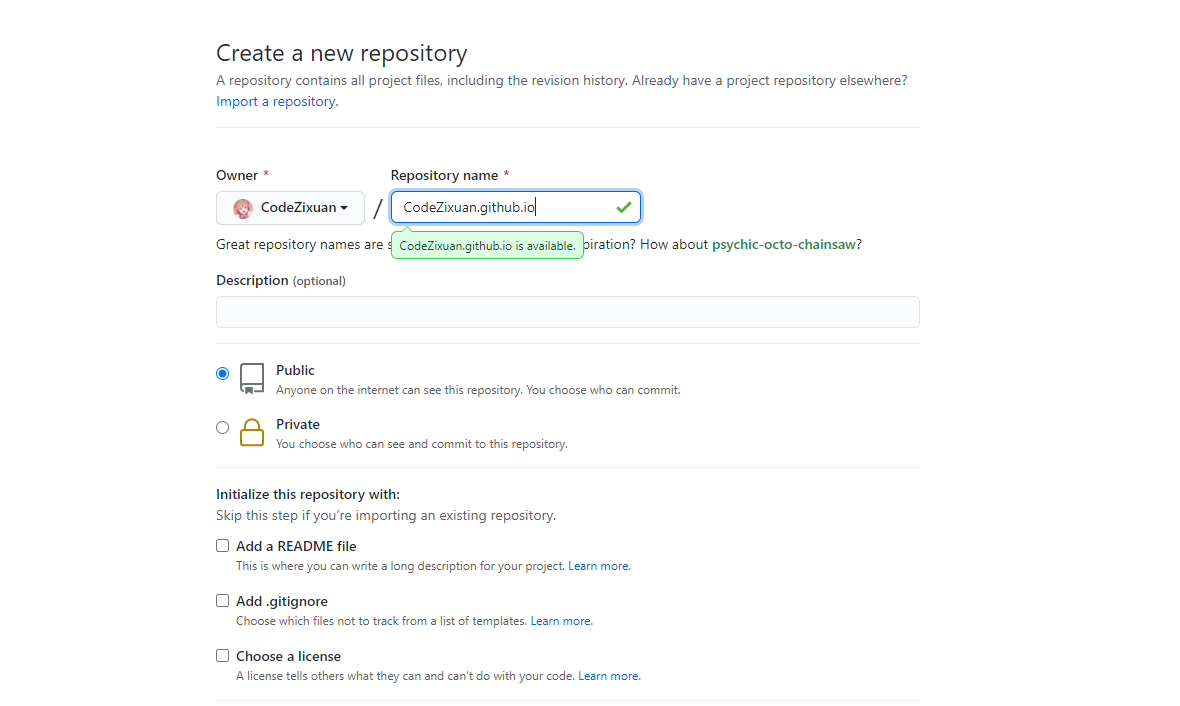 Create a new repository
A repository contains all project files, including the revision history. Already have a project repository elsewhere?
Import a repository.
Owner * Repository name *
CodeZixuan / CodeZixuan.github.io
Great repository names are s CodeZixuan.github.io is available. piration? How about psychic-octo-chainsaw?
Description (optional)
Public
Anyone on the internet can see this repository. You choose who can commit.
Private
You choose who can see and commit to this repository.
Initialize this repository with:
Skip this step if you’re importing an existing repository.
Add a README file
This is where you can write a long description for your project. Learn more.
Add .gitignore
Choose which files not to track from a list of templates. Learn more.
Choose a license
A license tells others what they can and can't do with your code. Learn more.